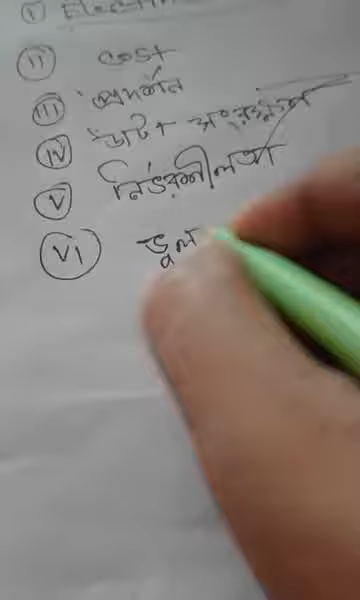 (I)
(II) cost
(III) প্রদর্শন
(IV) ডাটা সংরক্ষণ
(V) নির্ভরশীলতা
(VI) ভুল